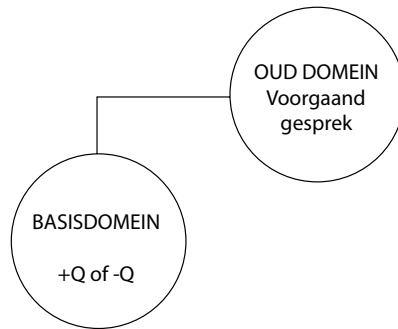 OUD DOMEIN
Voorgaand
gesprek
BASISDOMEIN
+Q of -Q